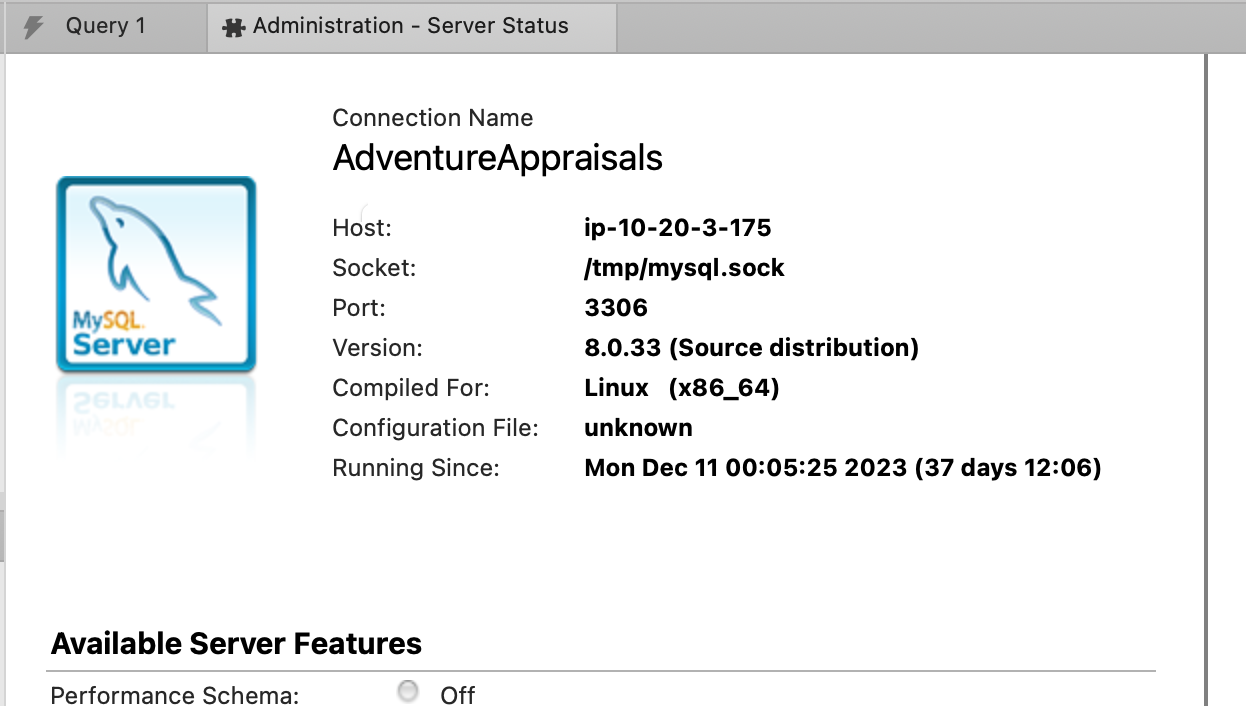 Query 1
Administration - Server Status
Connection Name
AdventureAppraisals
Host: ip-10-20-3-175
Socket: /tmp/mysql.sock
Port: 3306
Version: 8.0.33 (Source distribution)
Compiled For: Linux (x86_64)
Configuration File: unknown
Running Since: Mon Dec 11 00:05:25 2023 (37 days 12:06)
MySQL.
Server
Available Server Features
Performance Schema: Off